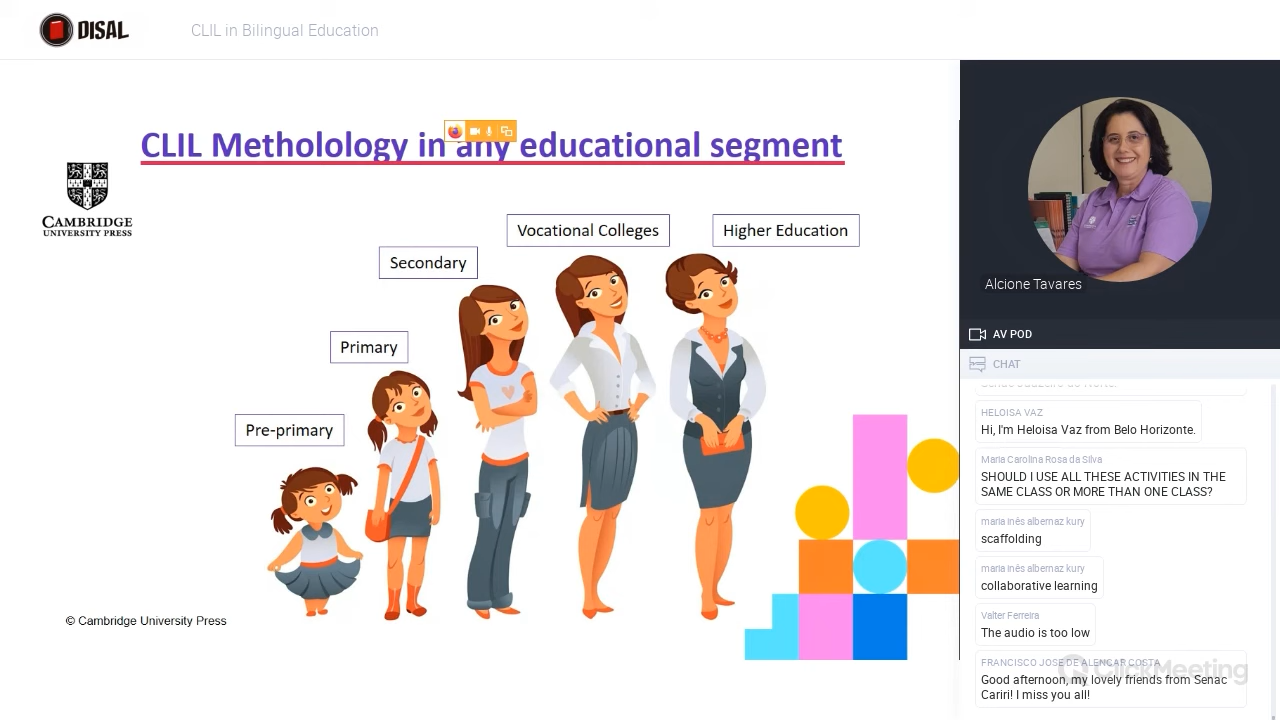 DISAL
CLIL in Bilingual Education
CLIL Methology in any educational segment
CAMBRIDGE
UNIVERSITY PRESS
Vocational Colleges
Higher Education
Secondary
Primary
Pre-primary
© Cambridge University Press
Alcione Tavares
AV POD
CHAT
HELOISA VAZ
Hi, I'm Heloisa Vaz from Belo Horizonte.
Maria Carolina Rosa da Silva
SHOULD I USE ALL THESE ACTIVITIES IN THE
SAME CLASS OR MORE THAN ONE CLASS?
maria inês albernaz kury
scaffolding
maria inês albernaz kury
collaborative learning
Valter Ferreira
The audio is too low
FRANCISCO JOSE DE ALENCAR COSTA
Good afternoon, my lovely friends from Senac
Cariri! I miss you all!
ClickMeeting